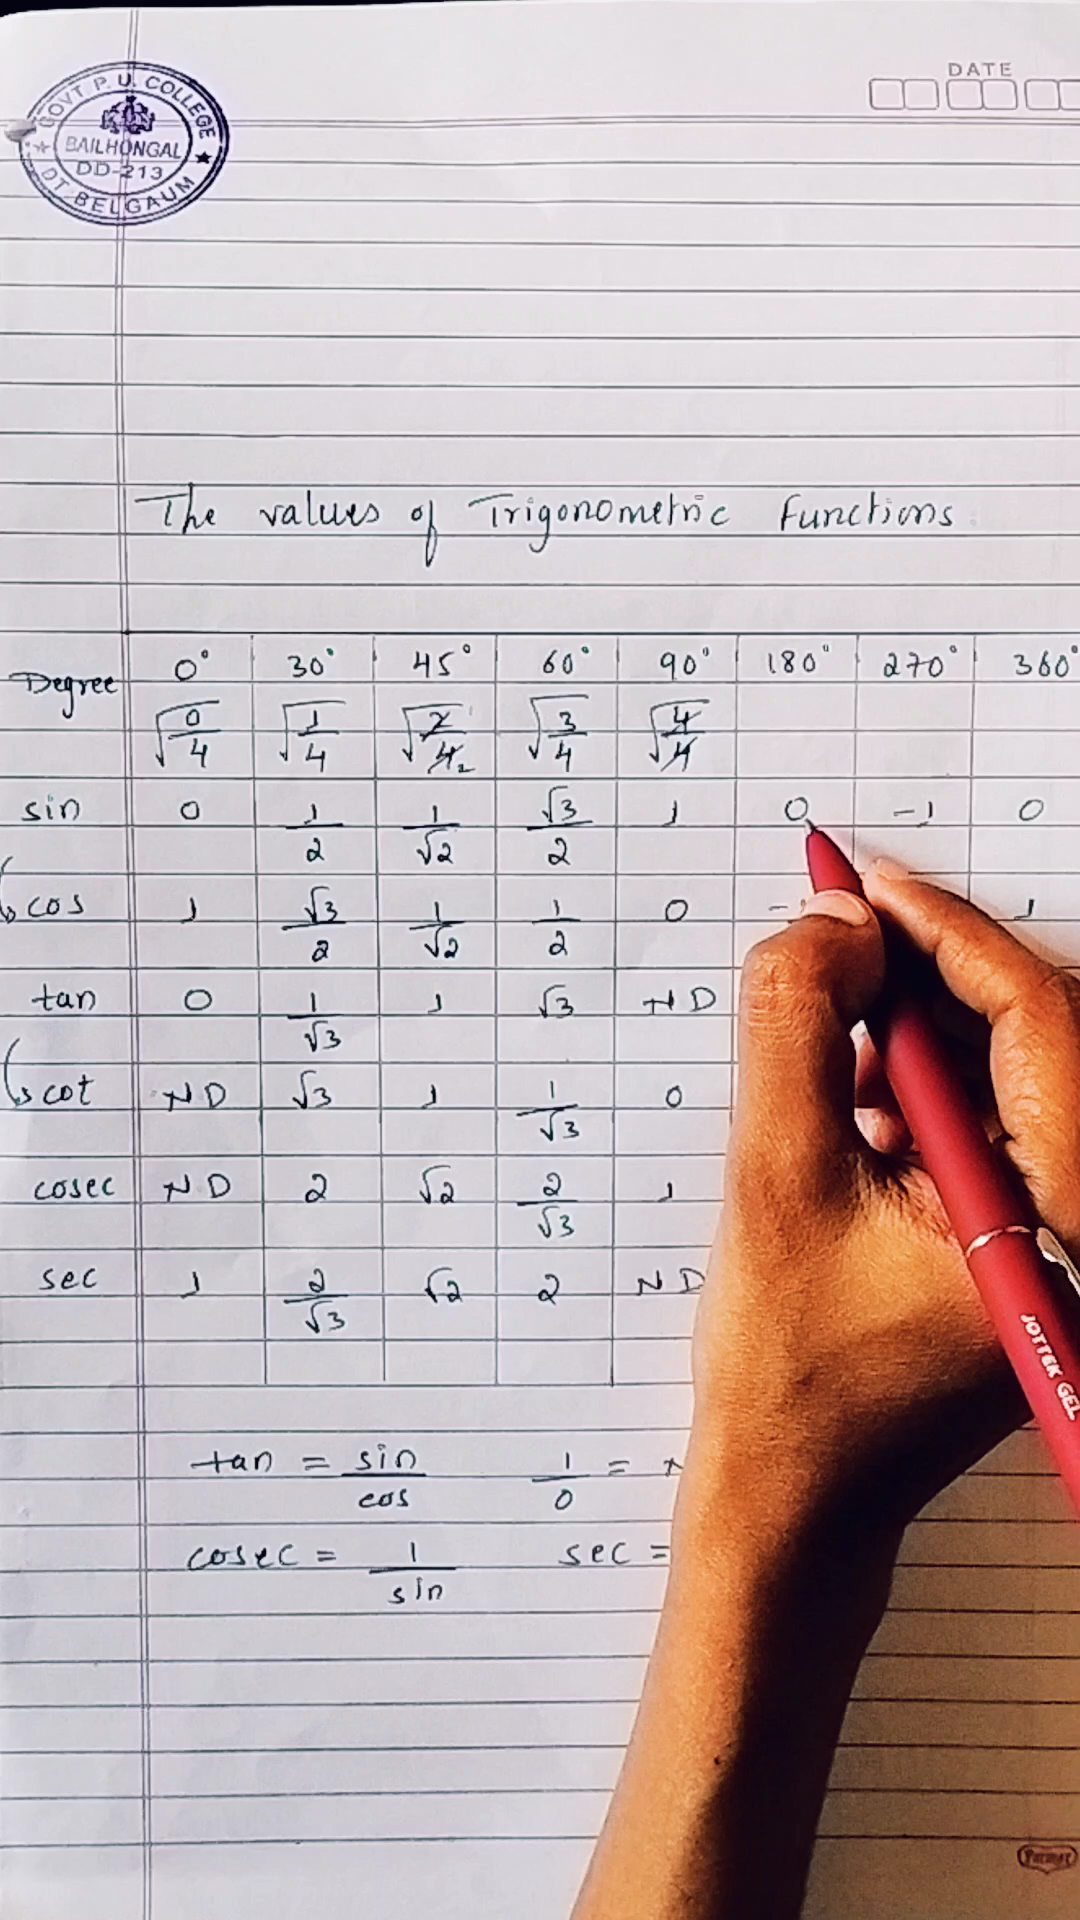 DATE
GOVT. P. U. COLLEGE
BAILHONGAL
DD-213
DT BELGAUM
The values of Trigonometric Functions
Degree 0° 30° 45° 60° 90° 180° 270° 360°
√0/4 √1/4 √2/4 1 2 √3/4 √4/4
sin 0 1/2 1/√2 √3/2 1 0 -1 0
cos 1 √3/2 1/√2 1/2 0 - 1
tan 0 1/√3 1 √3 ND
cot ND √3 1 1/√3 0
cosec ND 2 √2 2/√3 1
sec 1 2/√3 √2 2 ND
tan = sin/cos 1/0 =
cosec = 1/sin sec =
JOTTEK GEL